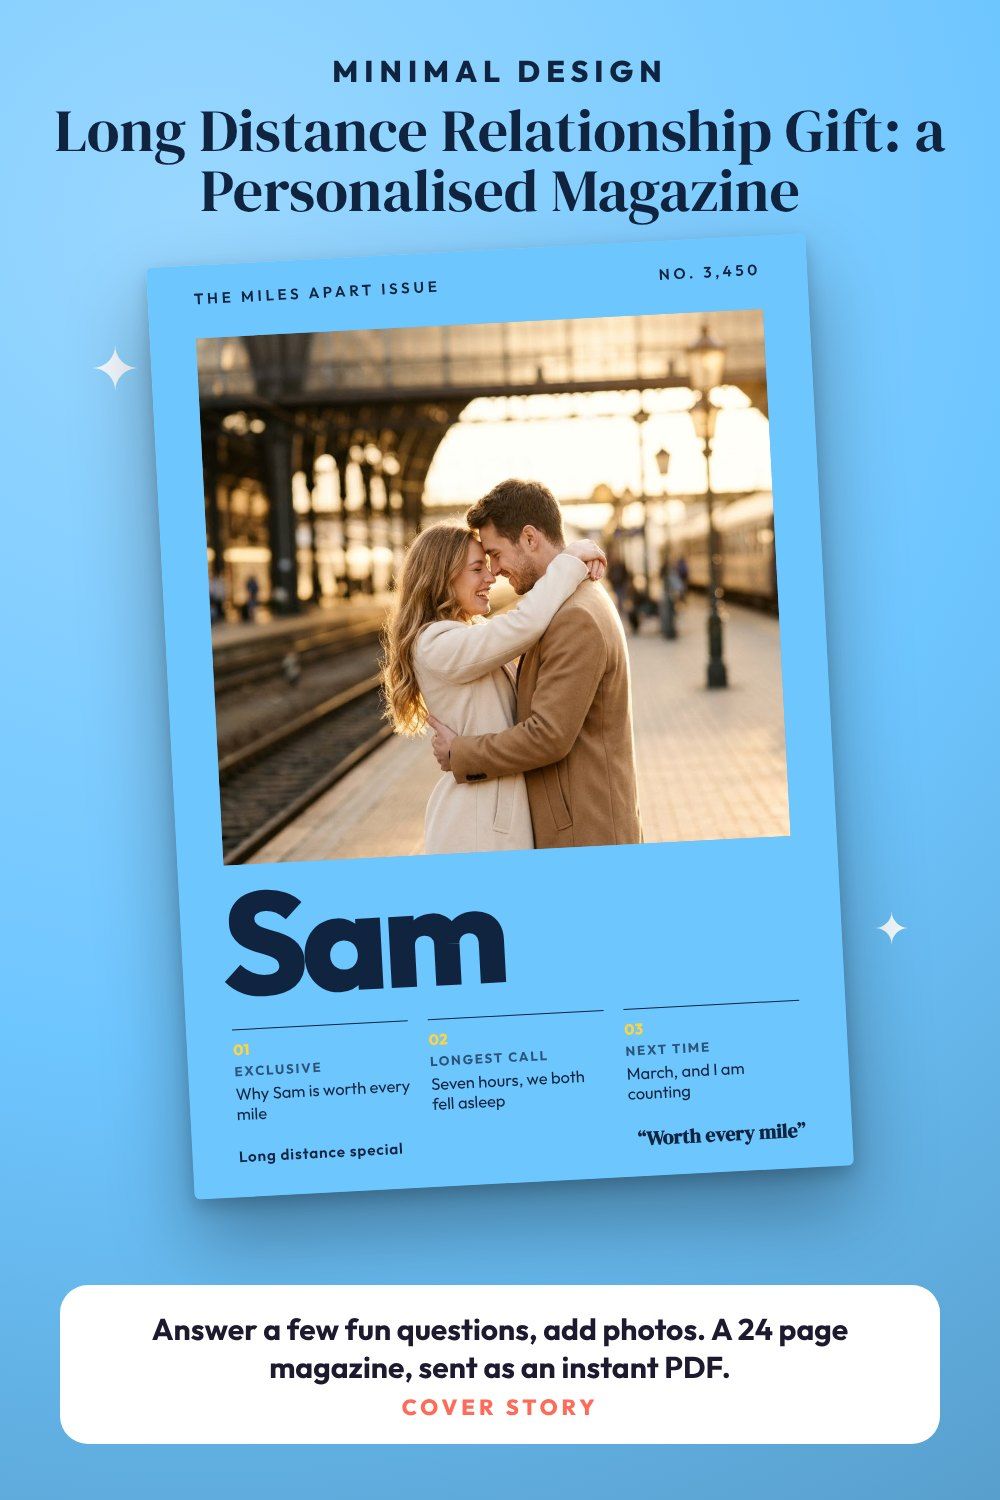 MINIMAL DESIGN
Long Distance Relationship Gift: a
Personalised Magazine
THE MILES APART ISSUE
NO. 3,450
Sam
01
EXCLUSIVE
Why Sam is worth every
mile
02
LONGEST CALL
Seven hours, we both
fell asleep
03
NEXT TIME
March, and I am
counting
Long distance special
“Worth every mile”
Answer a few fun questions, add photos. A 24 page
magazine, sent as an instant PDF.
COVER STORY